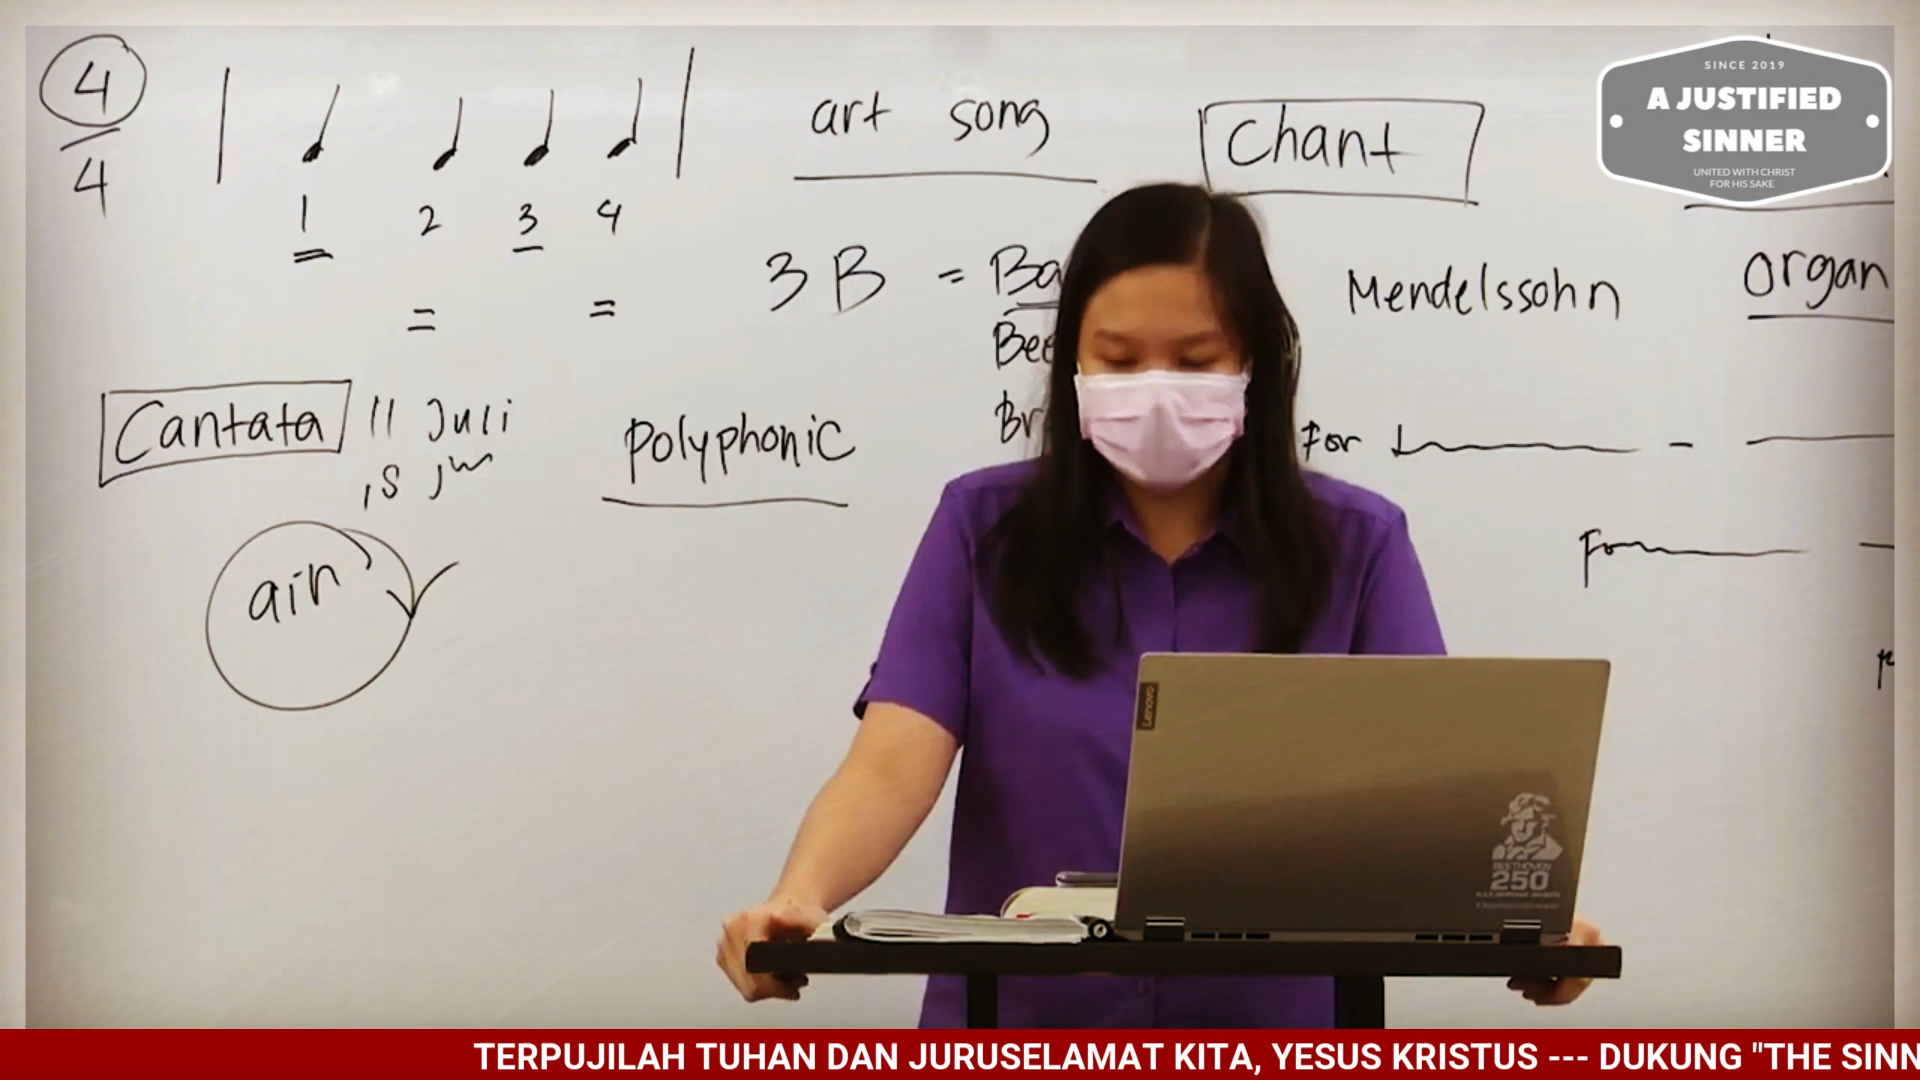 4
4
1 2 3 4
art song
Chant
SINCE 2019
A JUSTIFIED
SINNER
UNITED WITH CHRIST
FOR HIS SAKE
3 B = Ba
Bee
Br
Mendelssohn
organ
Cantata 11 Juli
Polyphonic
For
air
For
Lenovo
BEETHOVEN
250
TERPUJILAH TUHAN DAN JURUSELAMAT KITA, YESUS KRISTUS --- DUKUNG "THE SINN